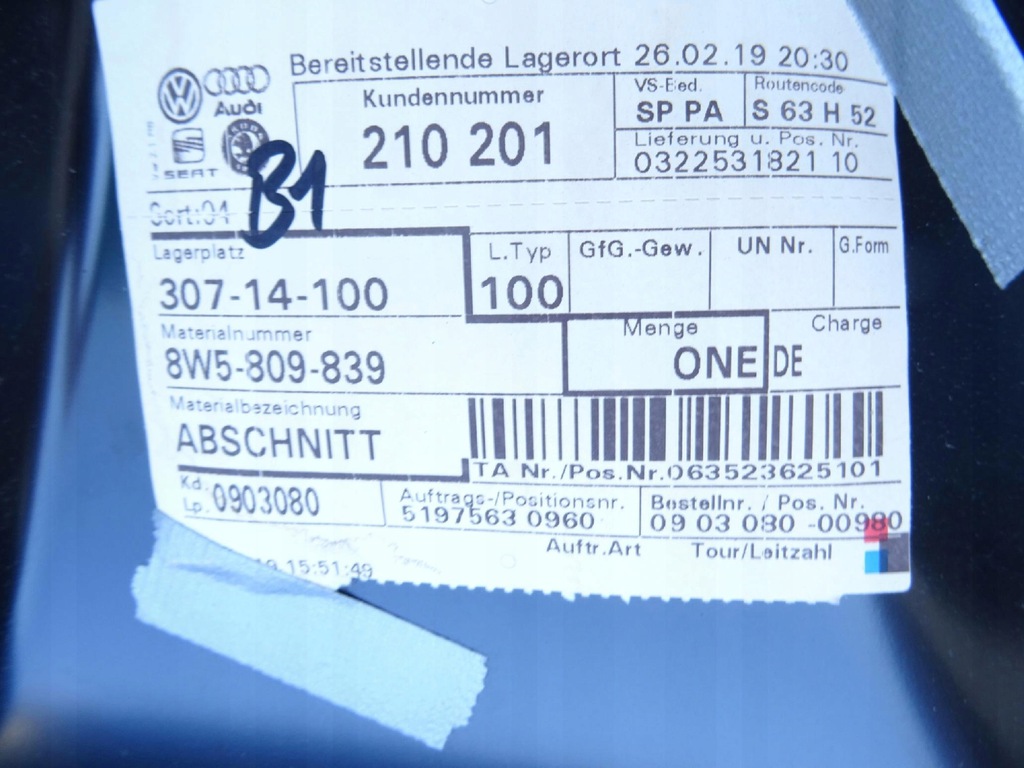 Bereitstellende Lagerort 26.02.19 20:30
Audi
SEAT
SKODA
Kundennummer
210 201
VS-Bed.
SP PA
Routencode
S 63 H 52
Lieferung u. Pos. Nr.
0322531821 10
B1
Sort:04
Lagerplatz
307-14-100
L.Typ
100
GfG.-Gew.
UN Nr.
G.Form
Materialnummer
8W5-809-839
Menge
ONE
Charge
DE
Materialbezeichnung
ABSCHNITT
TA Nr./Pos.Nr.063523625101
Kd.
Lp. 0903080
Auftrags-/Positionsnr.
51975630960
Bestellnr. / Pos. Nr.
09 03 080 -00980
15:51:49
Auftr.Art
Tour/Leitzahl